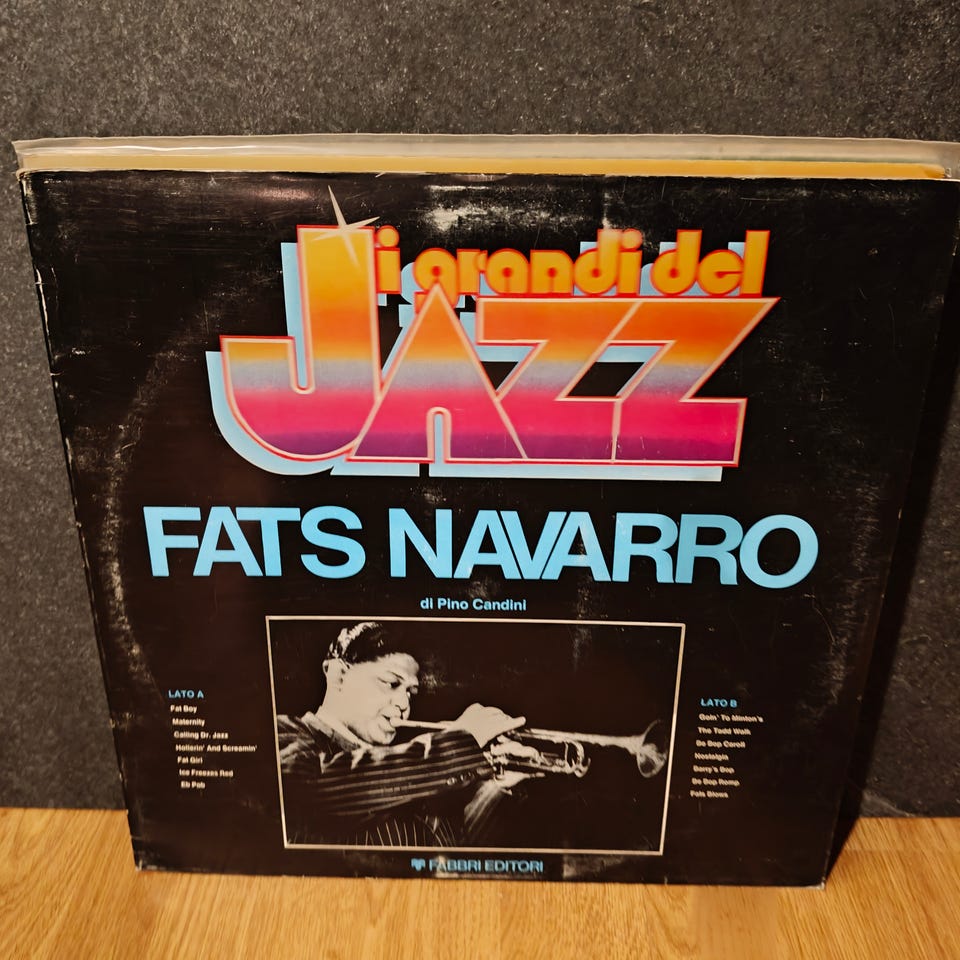 i grandi del
JAZZ
FATS NAVARRO
di Pino Candini
LATO A
Fat Boy
Maternity
Calling Dr. Jazz
Hollerin' And Screamin'
Fat Girl
Ice Freezes Red
Eb Pob
LATO B
Goin' To Minton's
The Tadd Walk
Be Bop Caroll
Nostalgia
Barry's Bop
Be Bop Romp
Fats Blows
FABBRI EDITORI